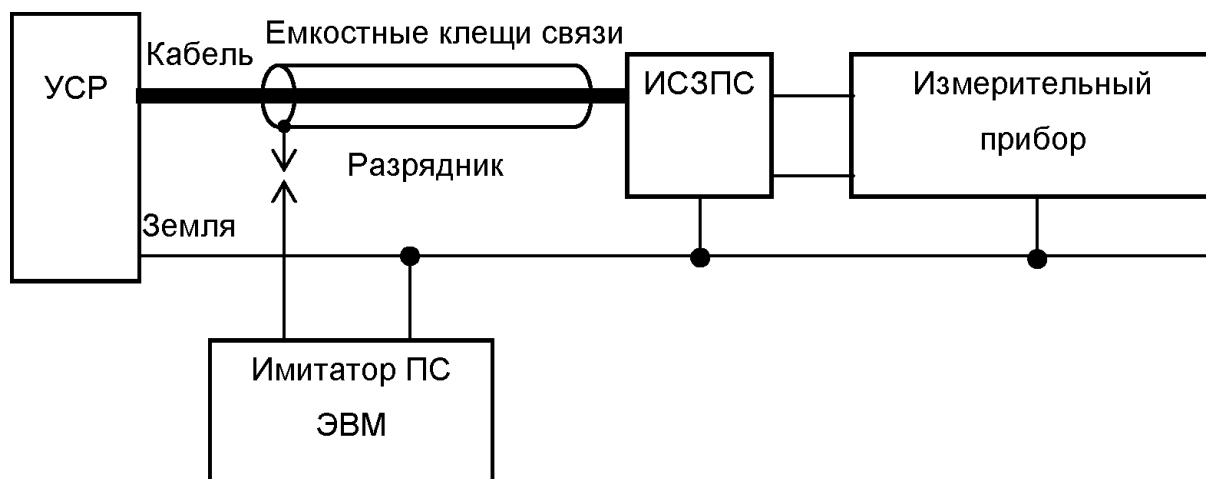 Емкостные клещи связи
Кабель
УСР
ИСЗПС
Измерительный
прибор
Разрядник
Земля
Имитатор ПС
ЭВМ